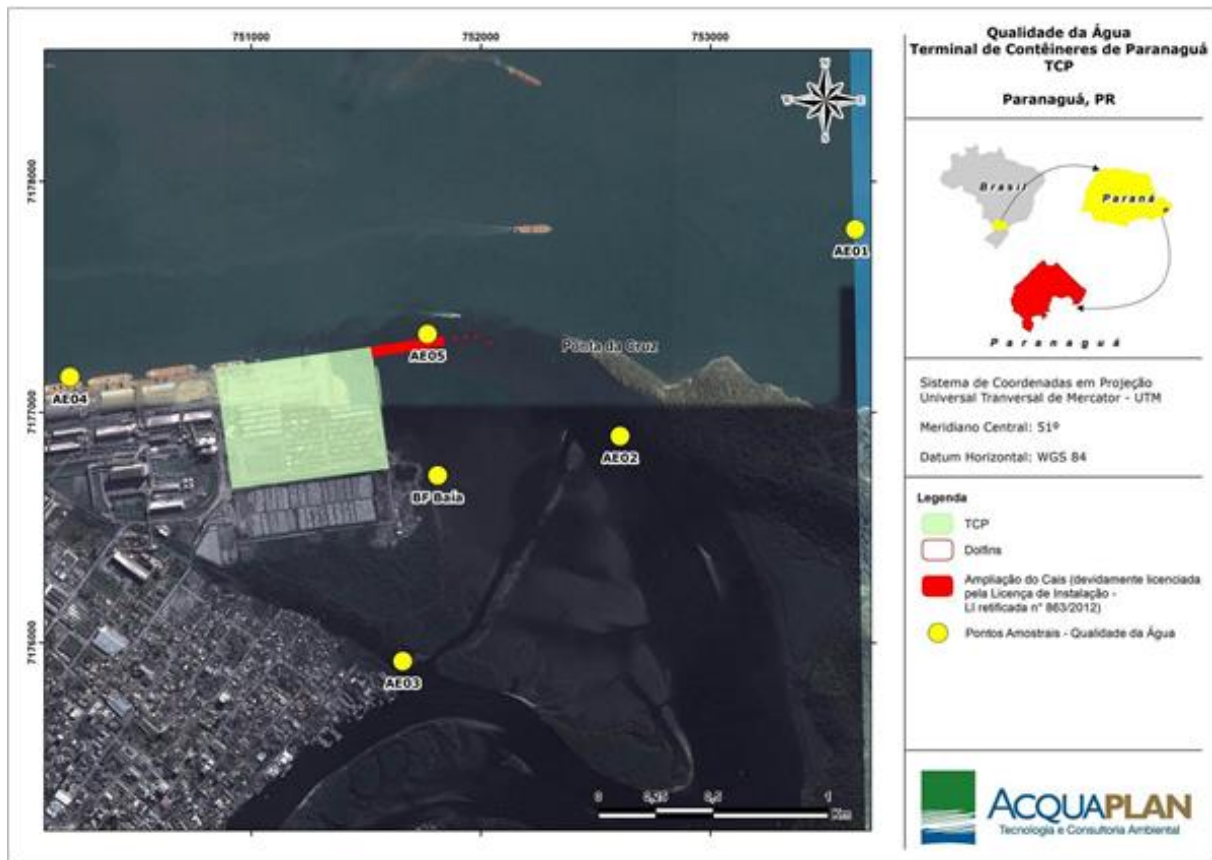 751000
752000
753000
7178000
7177000
7176000
N
S
AE01
AE05
Ponta da Cruz
AE04
AE02
BF Baía
AE03
0
0,25
0,5
1
Km
Qualidade da Água
Terminal de Contêineres de Paranaguá
TCP
Paranaguá, PR
Brasil
Paraná
Paranaguá
Sistema de Coordenadas em Projeção
Universal Tranversal de Mercator - UTM
Meridiano Central: 51º
Datum Horizontal: WGS 84
Legenda
TCP
Dolfins
Ampliação do Cais (devidamente licenciada
pela Licença de Instalação -
LI retificada n° 863/2012)
Pontos Amostrais - Qualidade da Água
ACQUAPLAN
Tecnologia e Consultoria Ambiental